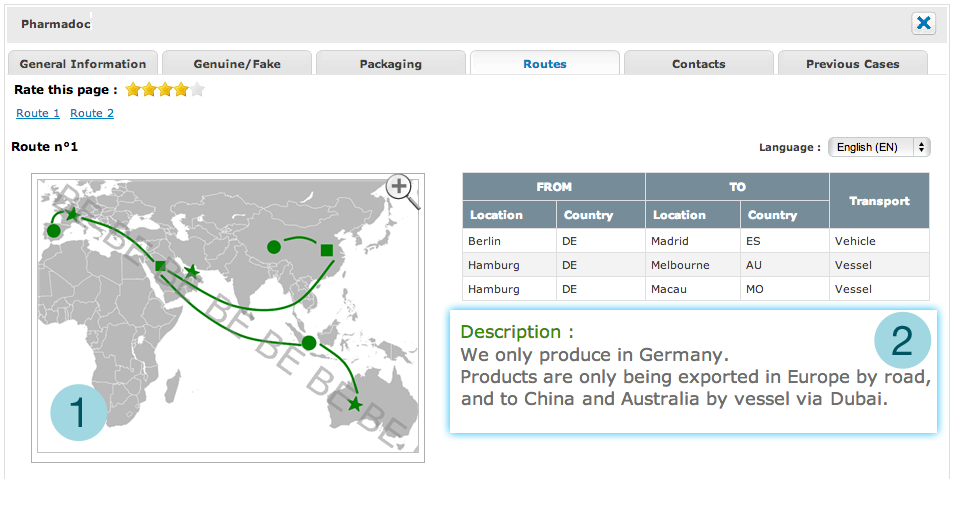 Pharmadoc
General Information Genuine/Fake Packaging Routes Contacts Previous Cases
Rate this page :
Route 1 Route 2
Route n°1
Language : English (EN)
BE BE BE BE BE BE BE BE.
1
FROM TO Transport
Location Country Location Country
Berlin DE Madrid ES Vehicle
Hamburg DE Melbourne AU Vessel
Hamburg DE Macau MO Vessel
Description :
2
We only produce in Germany.
Products are only being exported in Europe by road,
and to China and Australia by vessel via Dubai.